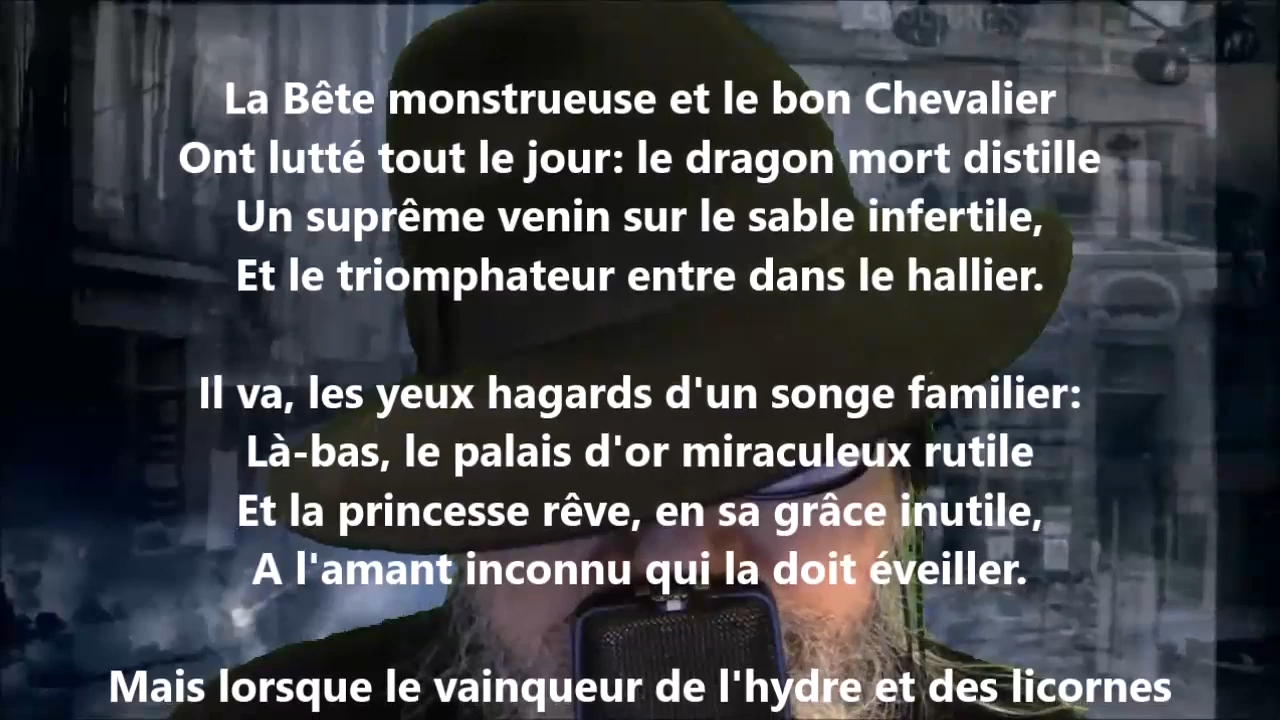 La Bête monstrueuse et le bon Chevalier
Ont lutté tout le jour: le dragon mort distille
Un suprême venin sur le sable infertile,
Et le triomphateur entre dans le hallier.
Il va, les yeux hagards d'un songe familier:
Là-bas, le palais d'or miraculeux rutile
Et la princesse rêve, en sa grâce inutile,
A l'amant inconnu qui la doit éveiller.
Mais lorsque le vainqueur de l'hydre et des licornes